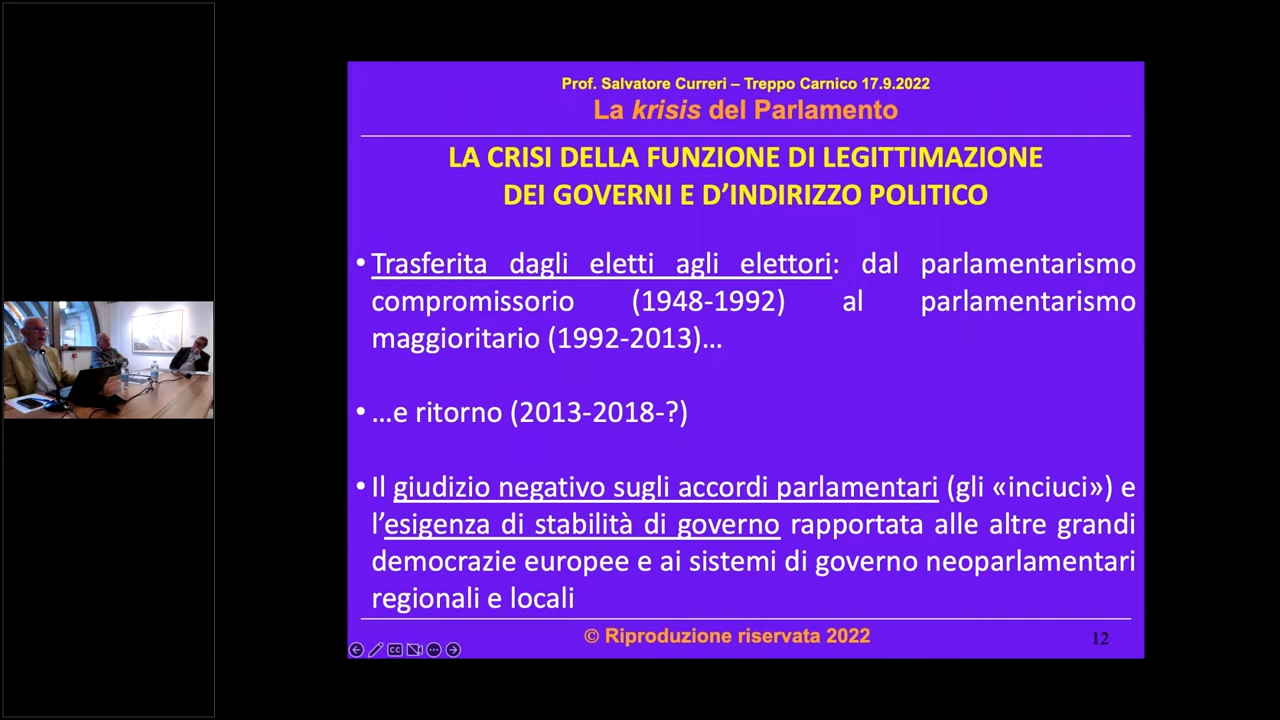 Prof. Salvatore Curreri – Treppo Carnico 17.9.2022
La krisis del Parlamento
LA CRISI DELLA FUNZIONE DI LEGITTIMAZIONE
DEI GOVERNI E D’INDIRIZZO POLITICO
• Trasferita dagli eletti agli elettori: dal parlamentarismo
compromissorio (1948-1992) al parlamentarismo
maggioritario (1992-2013)…
• …e ritorno (2013-2018-?)
• Il giudizio negativo sugli accordi parlamentari (gli «inciuci») e
l’esigenza di stabilità di governo rapportata alle altre grandi
democrazie europee e ai sistemi di governo neoparlamentari
regionali e locali
© Riproduzione riservata 2022
12
CC